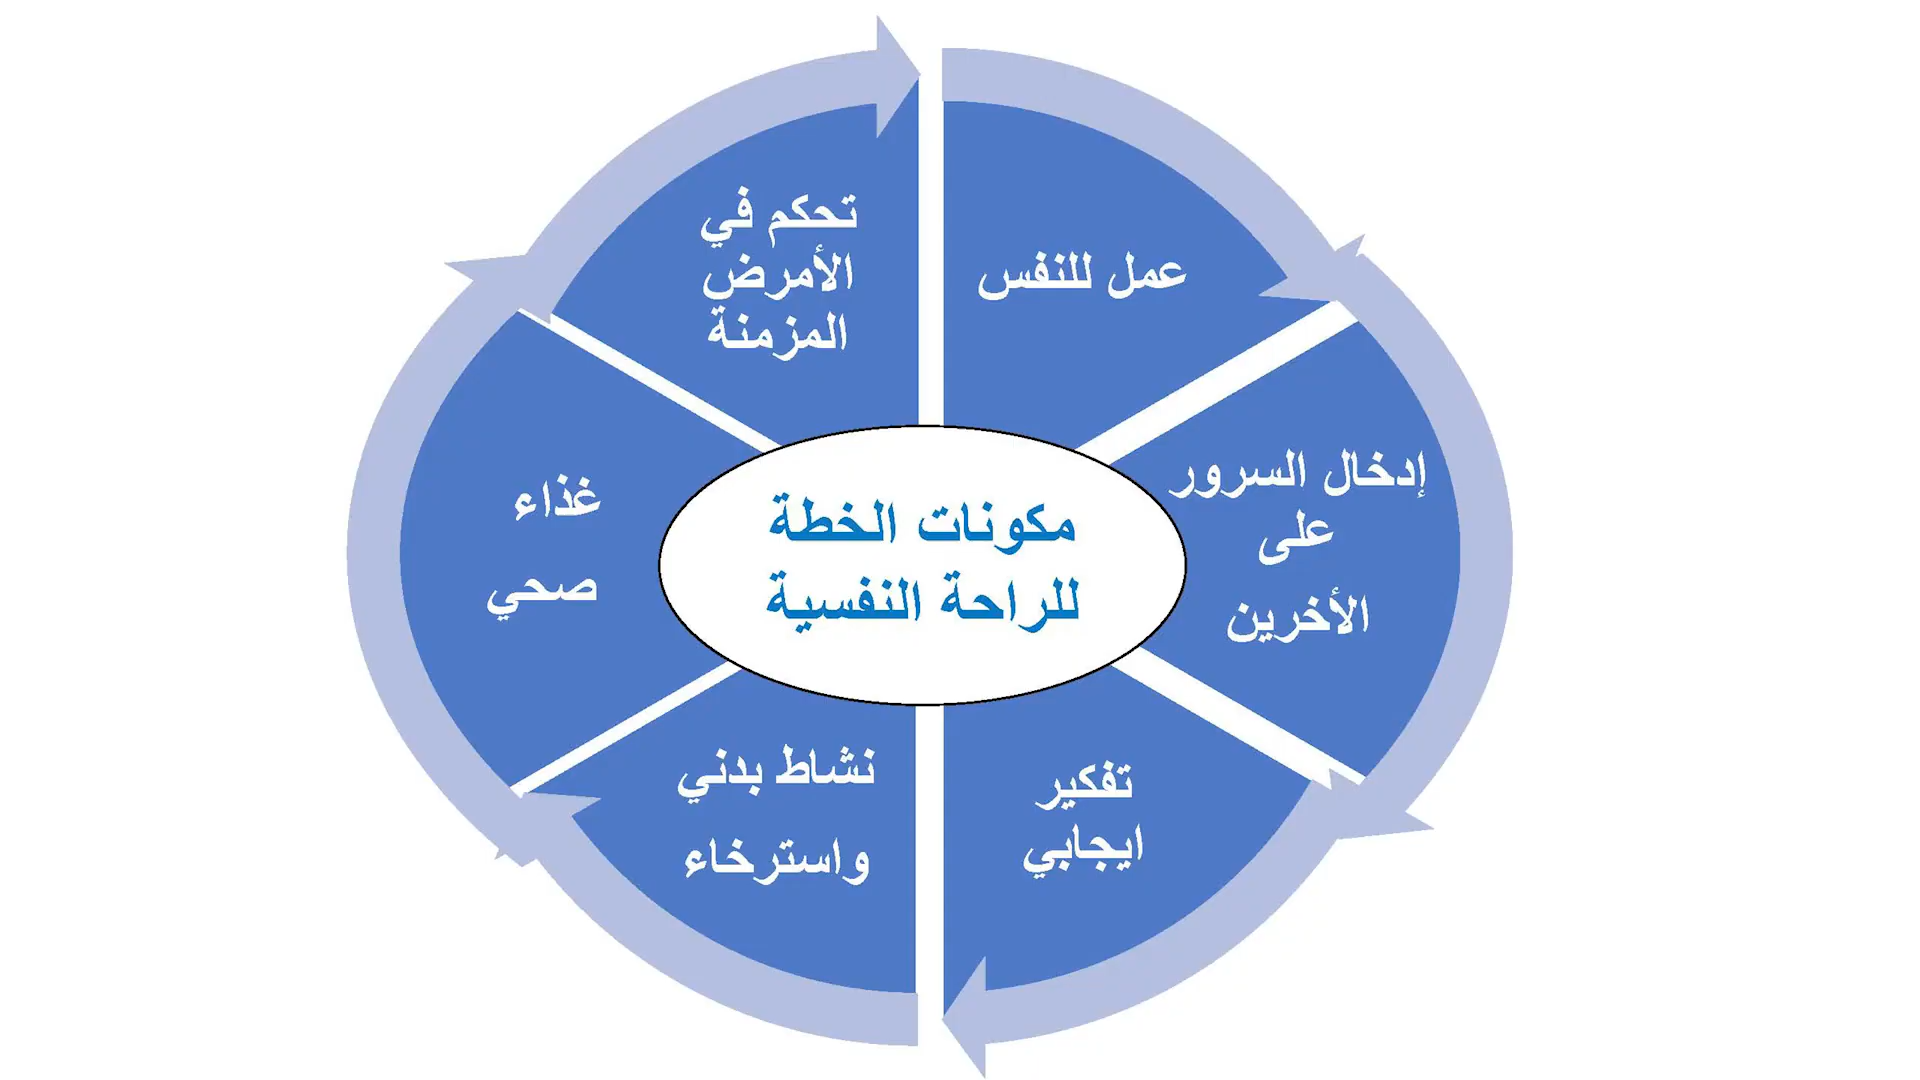 مكونات الخطة
للراحة النفسية
عمل للنفس
إدخال السرور
على
الأخرين
تفكير
ايجابي
نشاط بدني
واسترخاء
غذاء
صحي
تحكم في
الأمرض
المزمنة